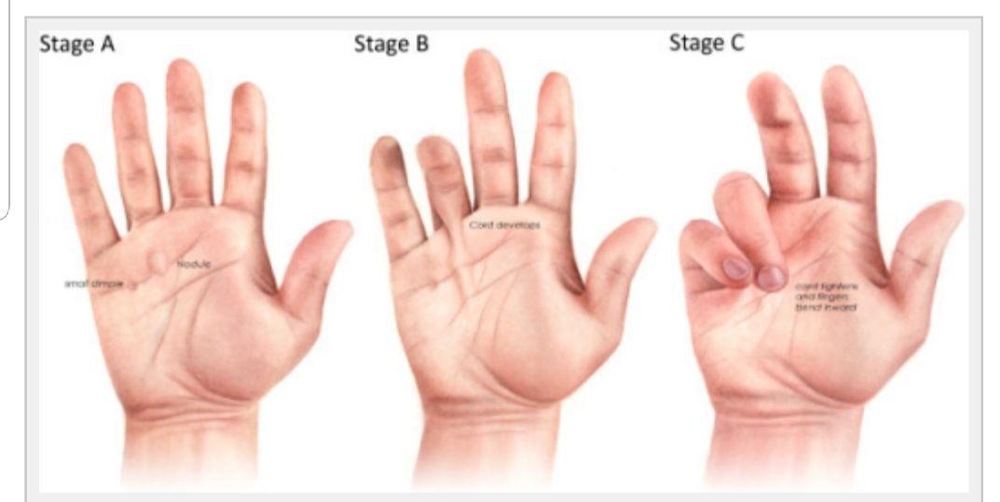 Stage A
Stage B
Stage C
Cord develops
Nodule
small dimple
cord tightens
and fingers
bend inward